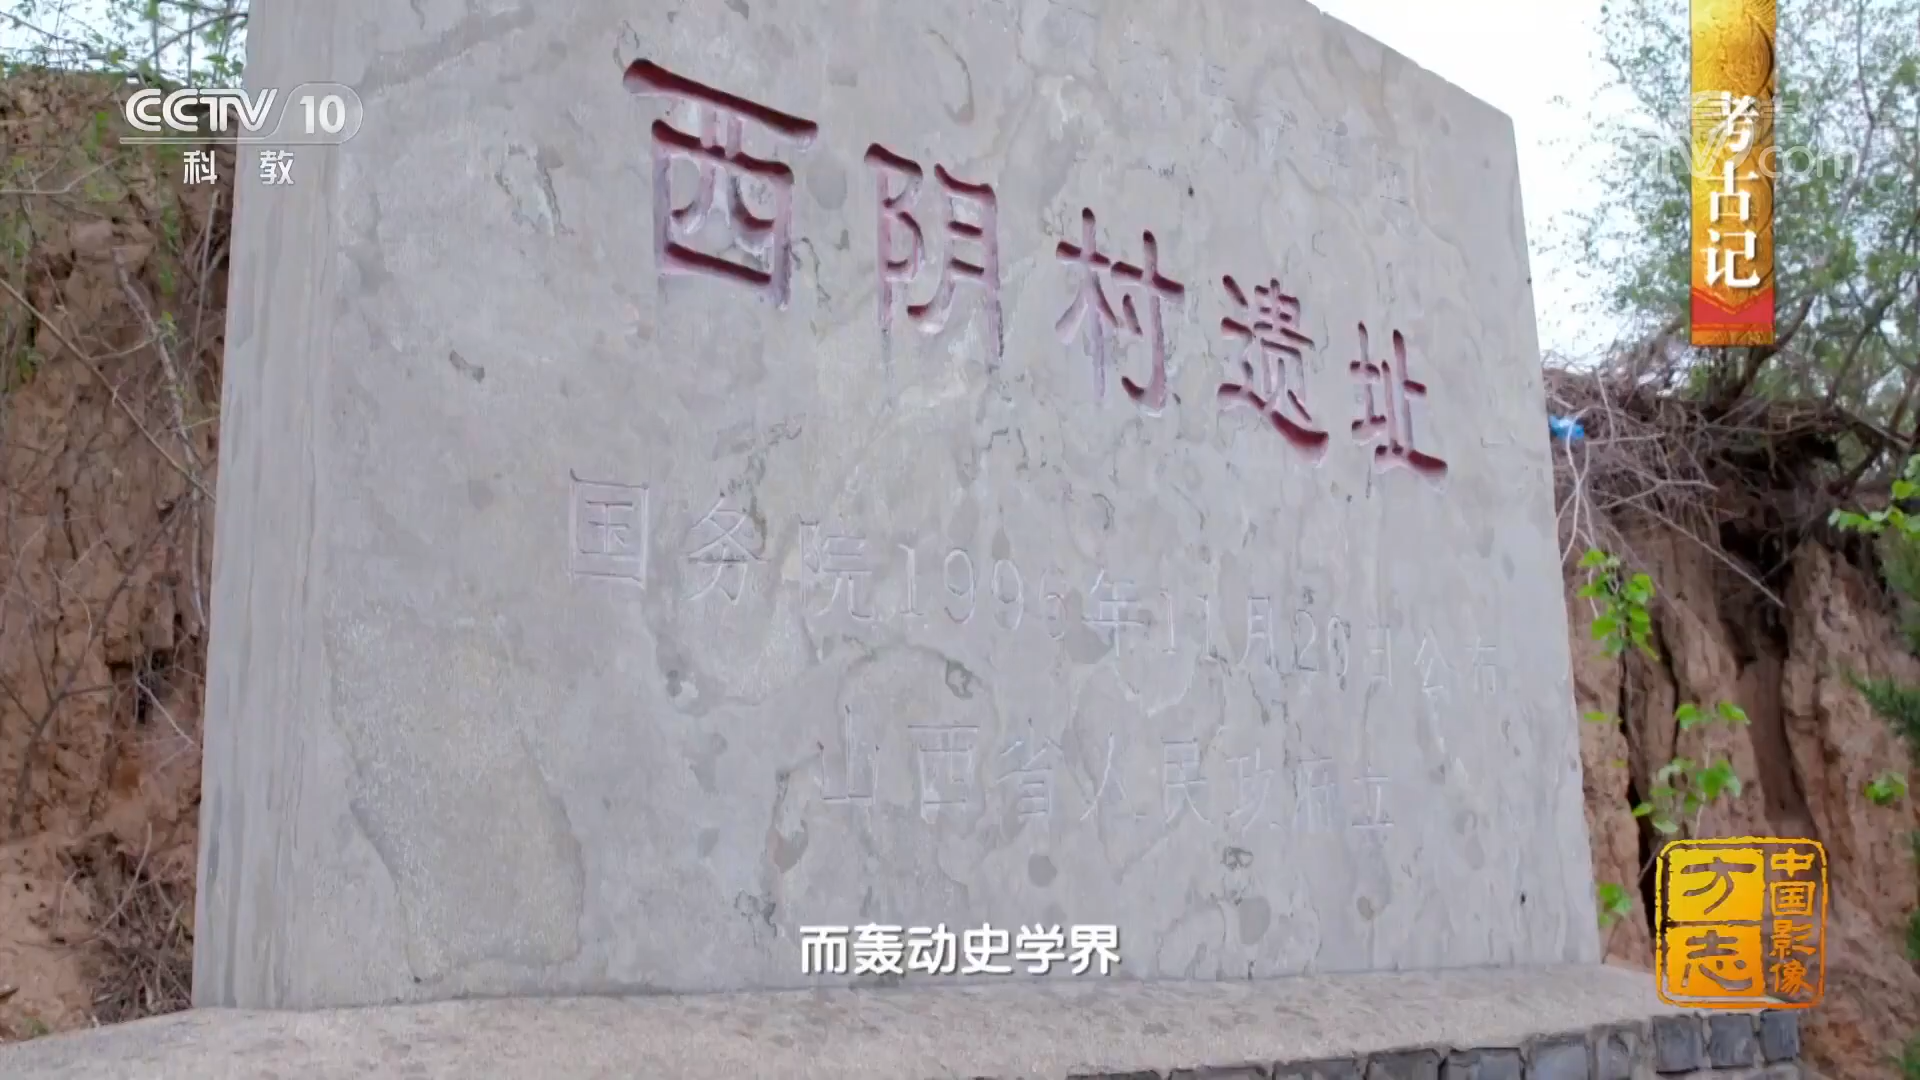 CCTV 10
科教
考古记
西阴村遗址
国务院1996年11月20日公布
山西省人民政府立
而轰动史学界
中国影像
方志